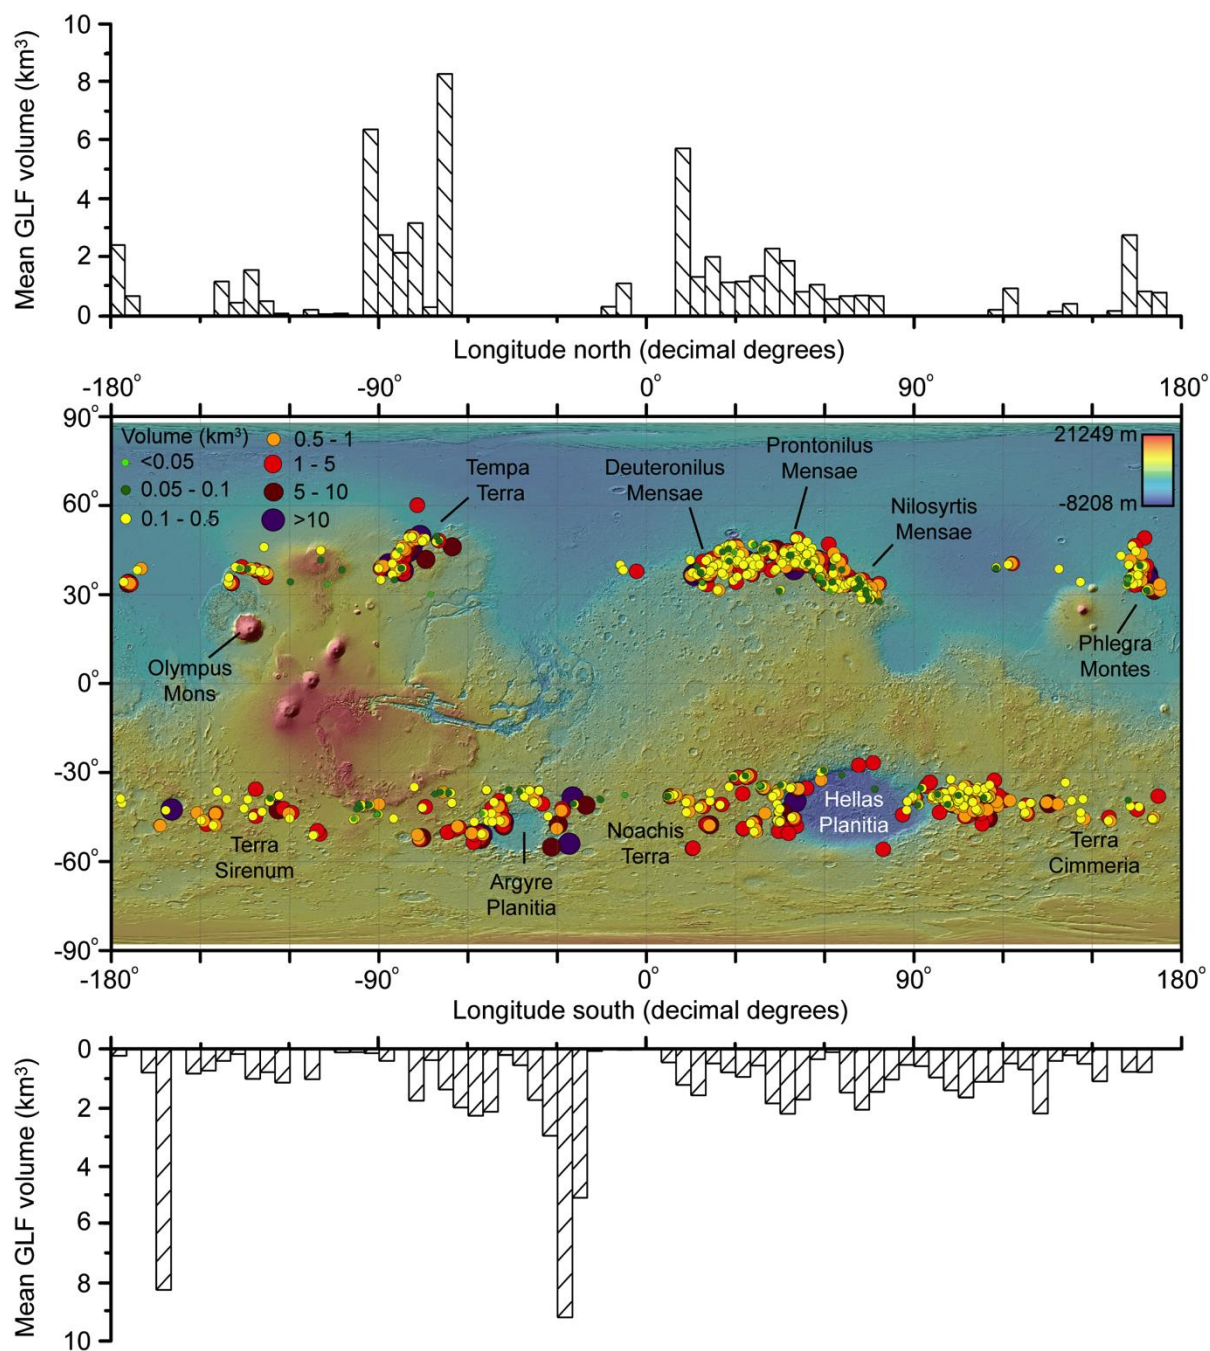 Mean GLF volume (km³)
10
8
6
4
2
0
Longitude north (decimal degrees)
-180°
-90°
0°
90°
180°
90°
60°
30°
0°
-30°
-60°
-90°
Volume (km³)
<0.05
0.05 - 0.1
0.1 - 0.5
0.5 - 1
1 - 5
5 - 10
>10
Tempa
Terra
Deuteronilus
Mensae
Prontonilus
Mensae
Nilosyrtis
Mensae
21249 m
-8208 m
Olympus
Mons
Phlegra
Montes
Terra
Sirenum
Argyre
Planitia
Noachis
Terra
Hellas
Planitia
Terra
Cimmeria
-180°
-90°
0°
90°
180°
Longitude south (decimal degrees)
Mean GLF volume (km³)
0
2
4
6
8
10